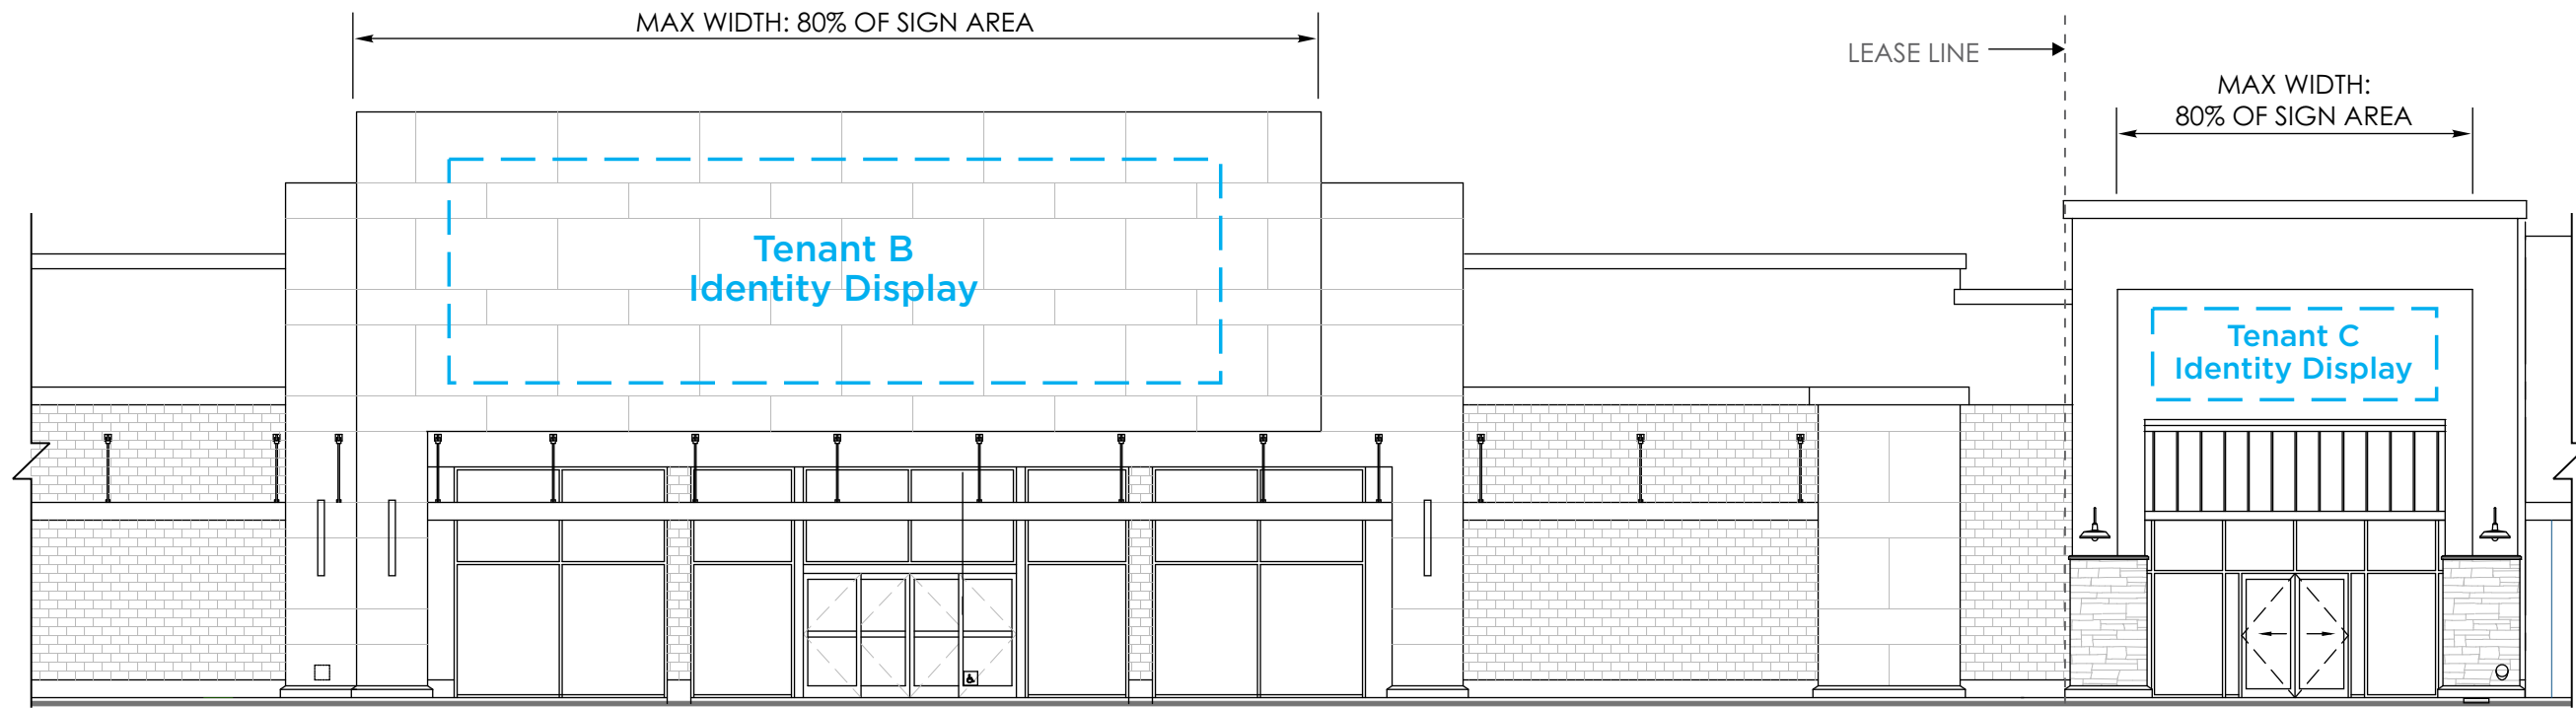 MAX WIDTH: 80% OF SIGN AREA
LEASE LINE
MAX WIDTH:
80% OF SIGN AREA
Tenant B
Identity Display
Tenant C
Identity Display